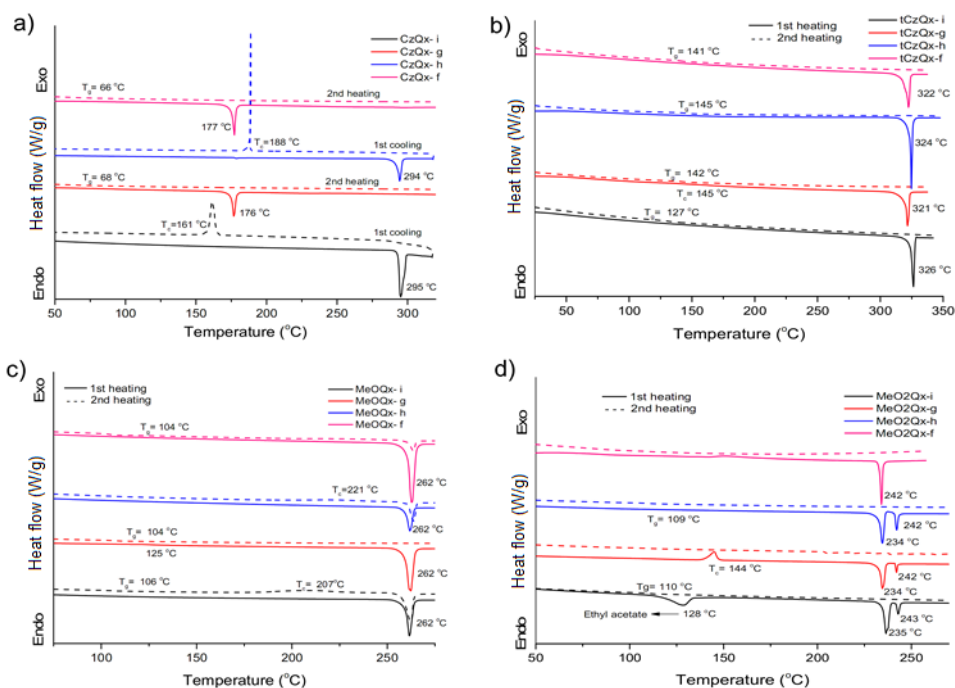 a)
Exo
Heat flow (W/g)
Endo
CzQx- i
CzQx- g
CzQx- h
CzQx- f
Tg= 66 °C
2nd heating
177 °C
Tc=188 °C
1st cooling
294 °C
Tg= 68 °C
2nd heating
176 °C
Tc=161 °C
1st cooling
295 °C
50 100 150 200 250 300
Temperature (°C)
b)
Exo
Heat flow (W/g)
Endo
1st heating
2nd heating
tCzQx- i
tCzQx-g
tCzQx-h
tCzQx-f
Tg= 141 °C
322 °C
Tg=145 °C
324 °C
Tg= 142 °C
Tc= 145 °C
321 °C
Tg= 127 °C
326 °C
50 100 150 200 250 300 350
Temperature (°C)
c)
Exo
Heat flow (W/g)
Endo
1st heating
2nd heating
MeOQx- i
MeOQx- g
MeOQx- h
MeOQx- f
Tg= 104 °C
262 °C
Tc=221 °C
262 °C
Tg= 104 °C
125 °C
262 °C
Tg= 106 °C
Tc= 207°C
262 °C
100 150 200 250
Temperature (°C)
d)
Exo
Heat flow (W/g)
Endo
1st heating
2nd heating
MeO2Qx-i
MeO2Qx-g
MeO2Qx-h
MeO2Qx-f
242 °C
Tg= 109 °C
242 °C
234 °C
Tc= 144 °C
242 °C
234 °C
Tg= 110 °C
Ethyl acetate
128 °C
243 °C
235 °C
50 100 150 200 250
Temperature (°C)